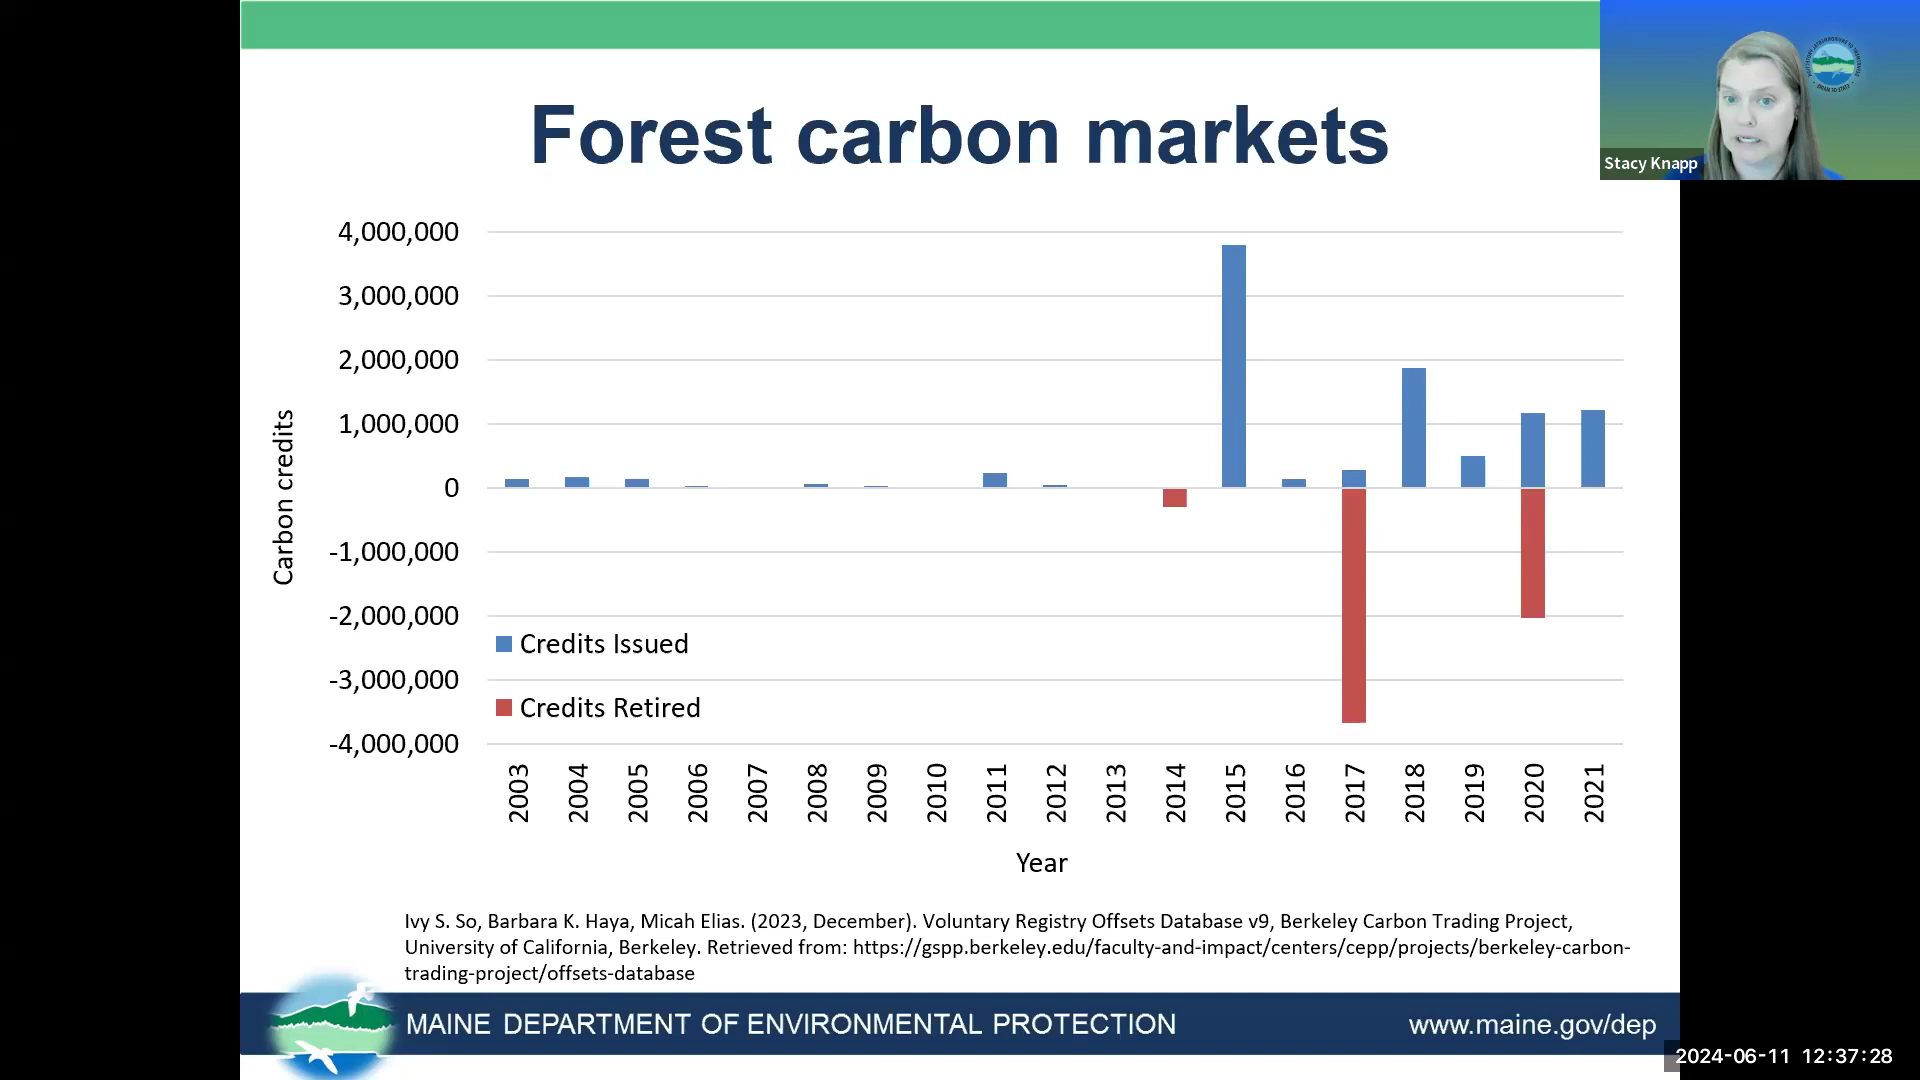 Forest carbon markets
Stacy Knapp
4,000,000
3,000,000
2,000,000
1,000,000
0
-1,000,000
-2,000,000
-3,000,000
-4,000,000
Carbon credits
Credits Issued
Credits Retired
2003 2004 2005 2006 2007 2008 2009 2010 2011 2012 2013 2014 2015 2016 2017 2018 2019 2020 2021
Year
Ivy S. So, Barbara K. Haya, Micah Elias. (2023, December). Voluntary Registry Offsets Database v9, Berkeley Carbon Trading Project,
University of California, Berkeley. Retrieved from: https://gspp.berkeley.edu/faculty-and-impact/centers/cepp/projects/berkeley-carbon-
trading-project/offsets-database
MAINE DEPARTMENT OF ENVIRONMENTAL PROTECTION
www.maine.gov/dep
2024-06-11 12:37:28